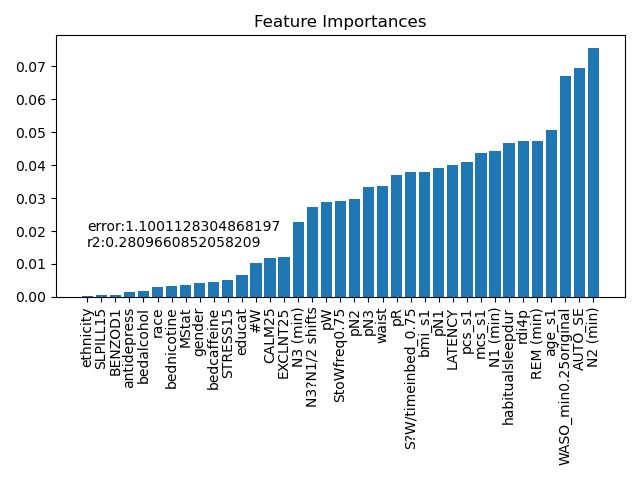 Feature Importances
0.07
0.06
0.05
0.04
0.03
0.02
0.01
0.00
error:1.1001128304868197
r2:0.2809660852058209
ethnicity
SLPILL15
BENZOD1
antidepress
bedalcohol
race
bednicotine
MStat
gender
bedcaffeine
STRESS15
educat
#W
CALM25
EXCLNT25
N3 (min)
N3?N1/2 shifts
pW
StoWfreq0.75
pN2
pN3
waist
pR
S?W/timeinbed_0.75
bmi_s1
pN1
LATENCY
pcs_s1
mcs_s1
N1 (min)
habitualsleepdur
rdi4p
REM (min)
age_s1
WASO_min0.25original
AUTO_SE
N2 (min)